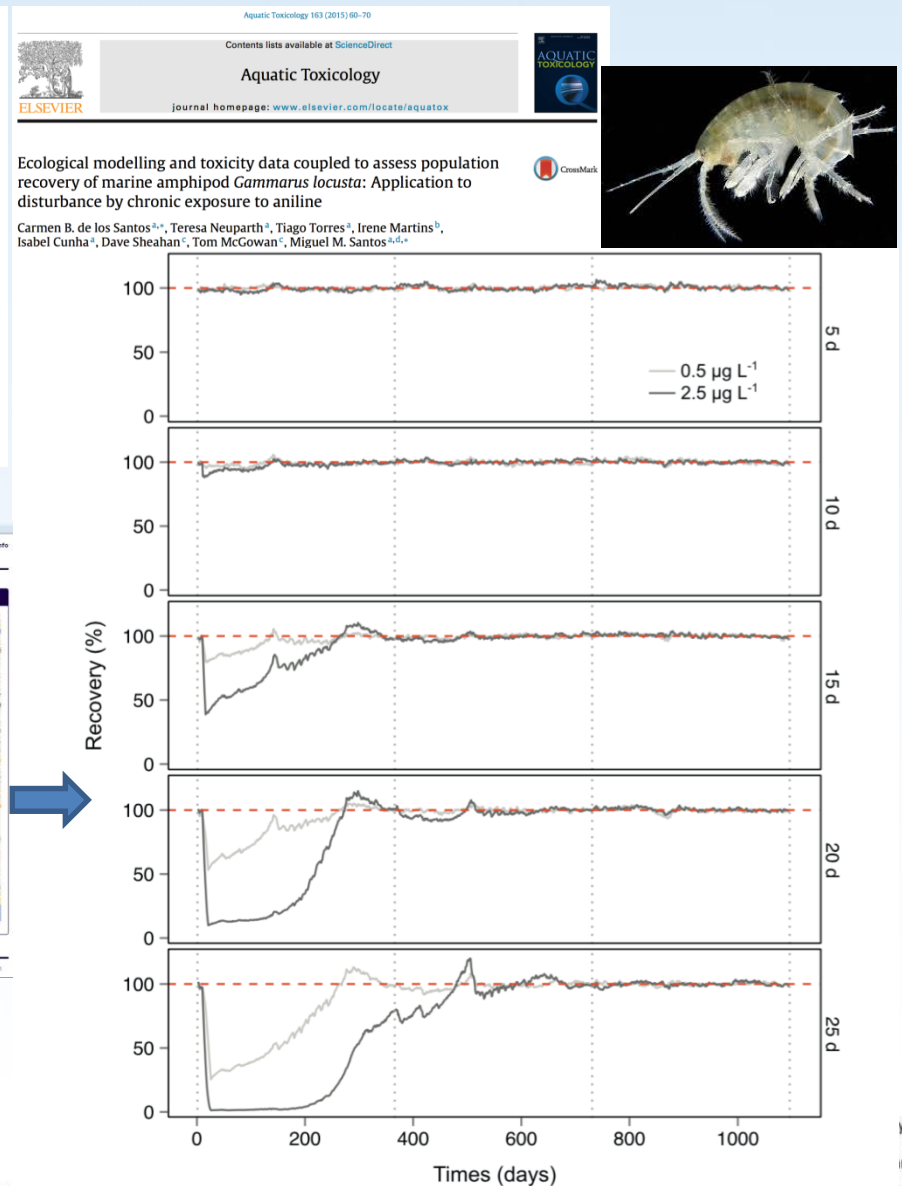 Aquatic Toxicology 163 (2015) 60–70
Contents lists available at ScienceDirect
Aquatic Toxicology
journal homepage: www.elsevier.com/locate/aquatox
ELSEVIER
AQUATIC
TOXICOLOGY
Ecological modelling and toxicity data coupled to assess population
recovery of marine amphipod Gammarus locusta: Application to
disturbance by chronic exposure to aniline
CrossMark
Carmen B. de los Santos a,*, Teresa Neuparth a, Tiago Torres a, Irene Martins b,
Isabel Cunha a, Dave Sheahan c, Tom McGowan c, Miguel M. Santos a,d,*
100
50
0
5 d
0.5 µg L-1
2.5 µg L-1
100
50
0
10 d
100
50
0
15 d
Recovery (%)
100
50
0
20 d
100
50
0
25 d
0 200 400 600 800 1000
Times (days)